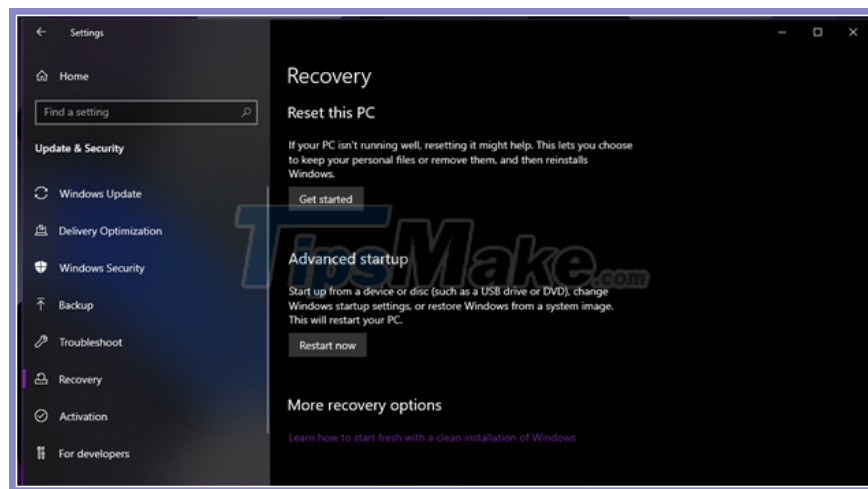 Settings
Home
Find a setting
Update & Security
Windows Update
Delivery Optimization
Windows Security
Backup
Troubleshoot
Recovery
Activation
For developers
Recovery
Reset this PC
If your PC isn't running well, resetting it might help. This lets you choose
to keep your personal files or remove them, and then reinstalls
Windows.
Get started
Advanced startup
Start up from a device or disc (such as a USB drive or DVD), change
Windows startup settings, or restore Windows from a system image.
This will restart your PC.
Restart now
More recovery options
Learn how to start fresh with a clean installation of Windows
TipsMake.com